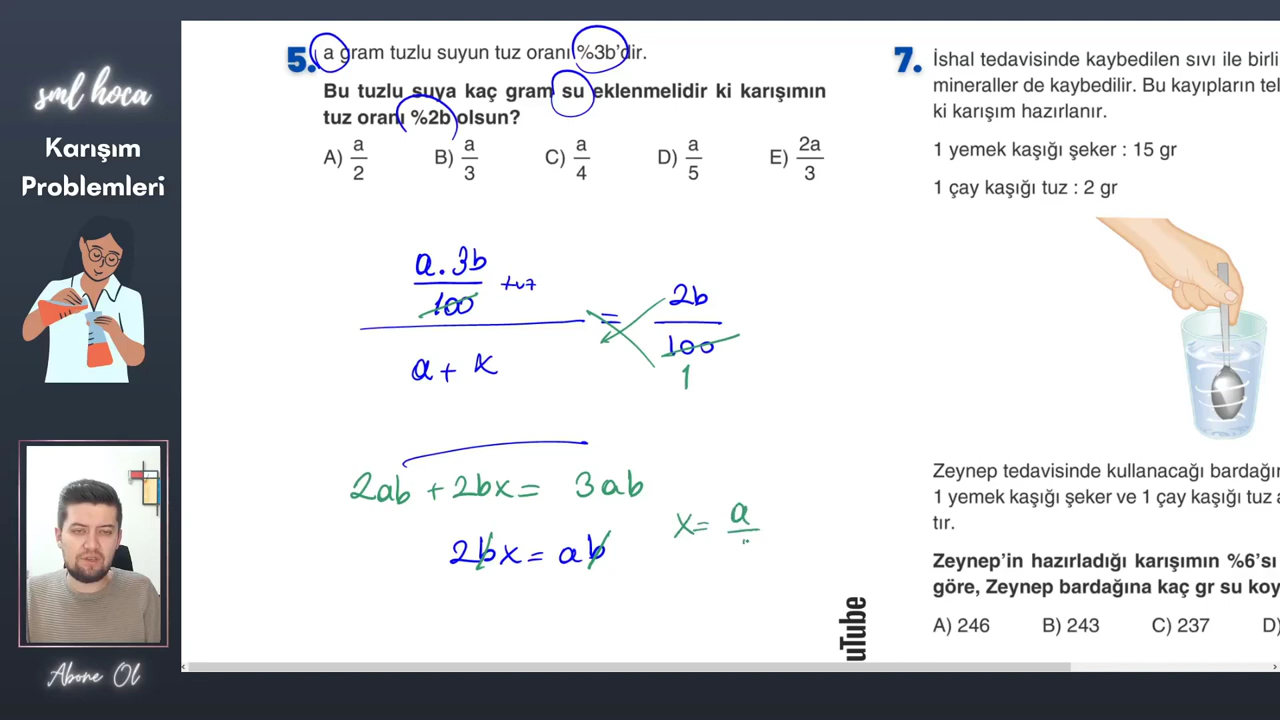 sml hoca
Karışım
Problemleri
Abone Ol
5. a gram tuzlu suyun tuz oranı %3b'dir.
Bu tuzlu suya kaç gram su eklenmelidir ki karışımın
tuz oranı %2b olsun?
A) a/2 B) a/3 C) a/4 D) a/5 E) 2a/3
a.3b
100
tuz
a + x
=
2b
100
1
2ab + 2bx = 3ab
2bx = ab
x = a
uTube
7. İshal tedavisinde kaybedilen sıvı ile birli
mineraller de kaybedilir. Bu kayıpların tel
ki karışım hazırlanır.
1 yemek kaşığı şeker : 15 gr
1 çay kaşığı tuz : 2 gr
Zeynep tedavisinde kullanacağı bardağın
1 yemek kaşığı şeker ve 1 çay kaşığı tuz a
tır.
Zeynep'in hazırladığı karışımın %6'sı
göre, Zeynep bardağına kaç gr su koy
A) 246 B) 243 C) 237 D)